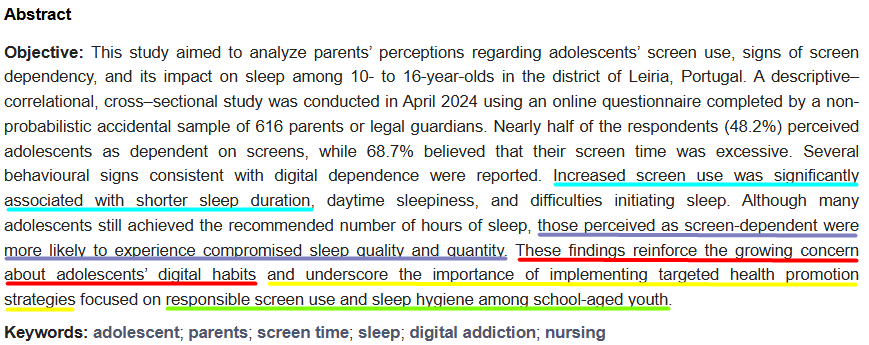 Abstract
Objective: This study aimed to analyze parents’ perceptions regarding adolescents’ screen use, signs of screen
dependency, and its impact on sleep among 10- to 16-year-olds in the district of Leiria, Portugal. A descriptive–
correlational, cross–sectional study was conducted in April 2024 using an online questionnaire completed by a non-
probabilistic accidental sample of 616 parents or legal guardians. Nearly half of the respondents (48.2%) perceived
adolescents as dependent on screens, while 68.7% believed that their screen time was excessive. Several
behavioural signs consistent with digital dependence were reported. Increased screen use was significantly
associated with shorter sleep duration, daytime sleepiness, and difficulties initiating sleep. Although many
adolescents still achieved the recommended number of hours of sleep, those perceived as screen-dependent were
more likely to experience compromised sleep quality and quantity. These findings reinforce the growing concern
about adolescents’ digital habits and underscore the importance of implementing targeted health promotion
strategies focused on responsible screen use and sleep hygiene among school-aged youth.
Keywords: adolescent; parents; screen time; sleep; digital addiction; nursing